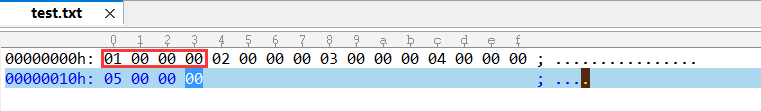 test.txt ×
0 1 2 3 4 5 6 7 8 9 a b c d e f
00000000h: 01 00 00 00 02 00 00 00 03 00 00 00 04 00 00 00 ; ................
00000010h: 05 00 00 00 ; ....